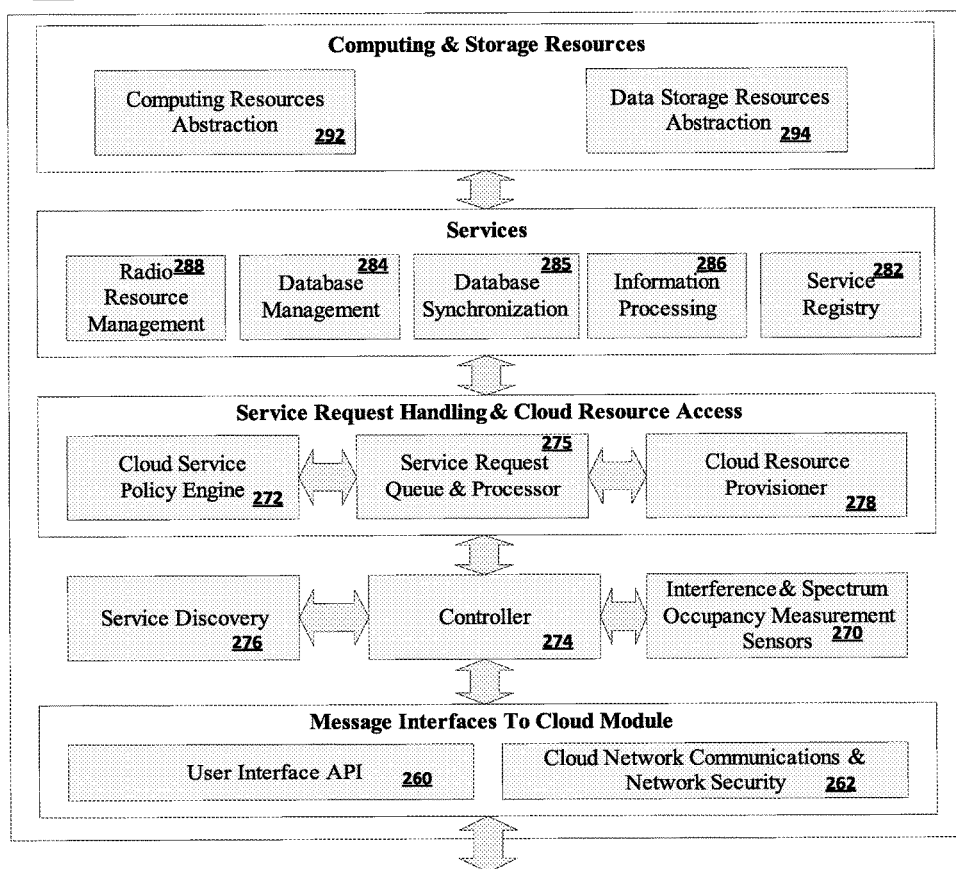 Computing & Storage Resources
Computing Resources
Abstraction
292
Data Storage Resources
Abstraction
294
Services
Radio 288
Resource
Management
284
Database
Management
285
Database
Synchronization
286
Information
Processing
282
Service
Registry
Service Request Handling & Cloud Resource Access
Cloud Service
Policy Engine 272
275
Service Request
Queue & Processor
Cloud Resource
Provisioner
278
Service Discovery
276
Controller
274
Interference & Spectrum
Occupancy Measurement
Sensors 270
Message Interfaces To Cloud Module
User Interface API 260
Cloud Network Communications &
Network Security 262